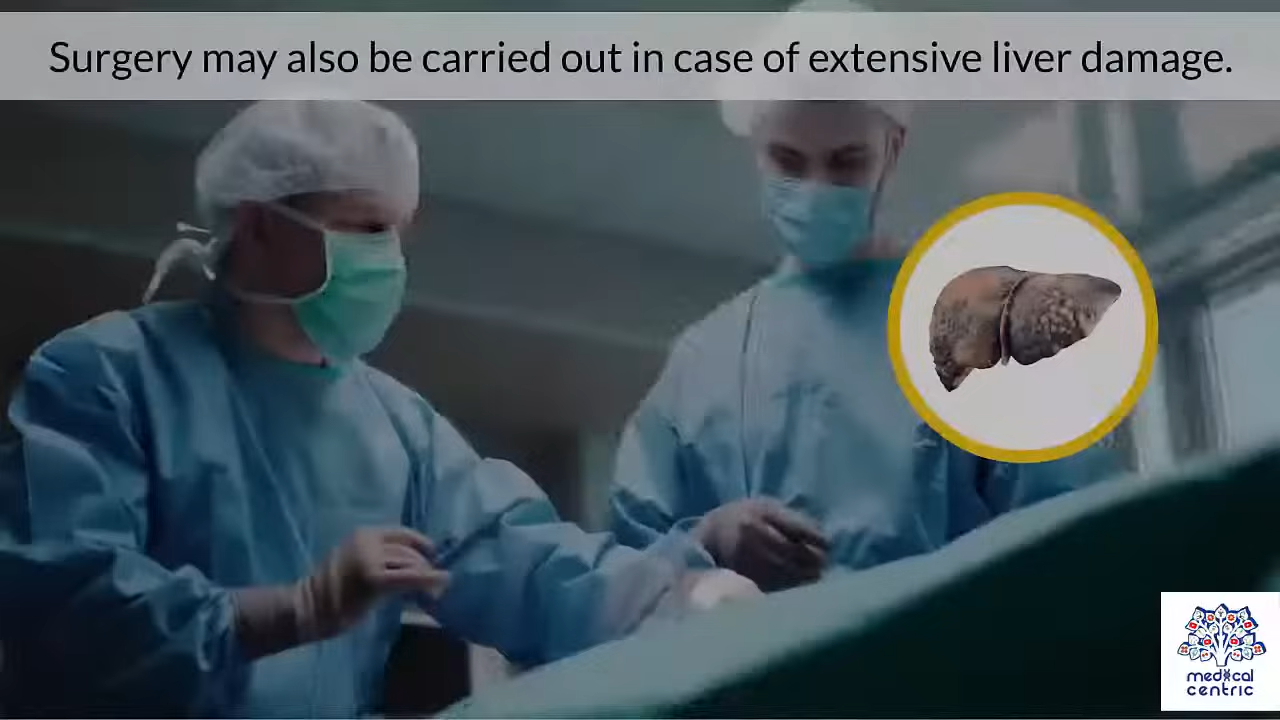 Surgery may also be carried out in case of extensive liver damage.
medical
centric